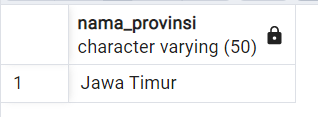 nama_provinsi
character varying (50)
1 Jawa Timur